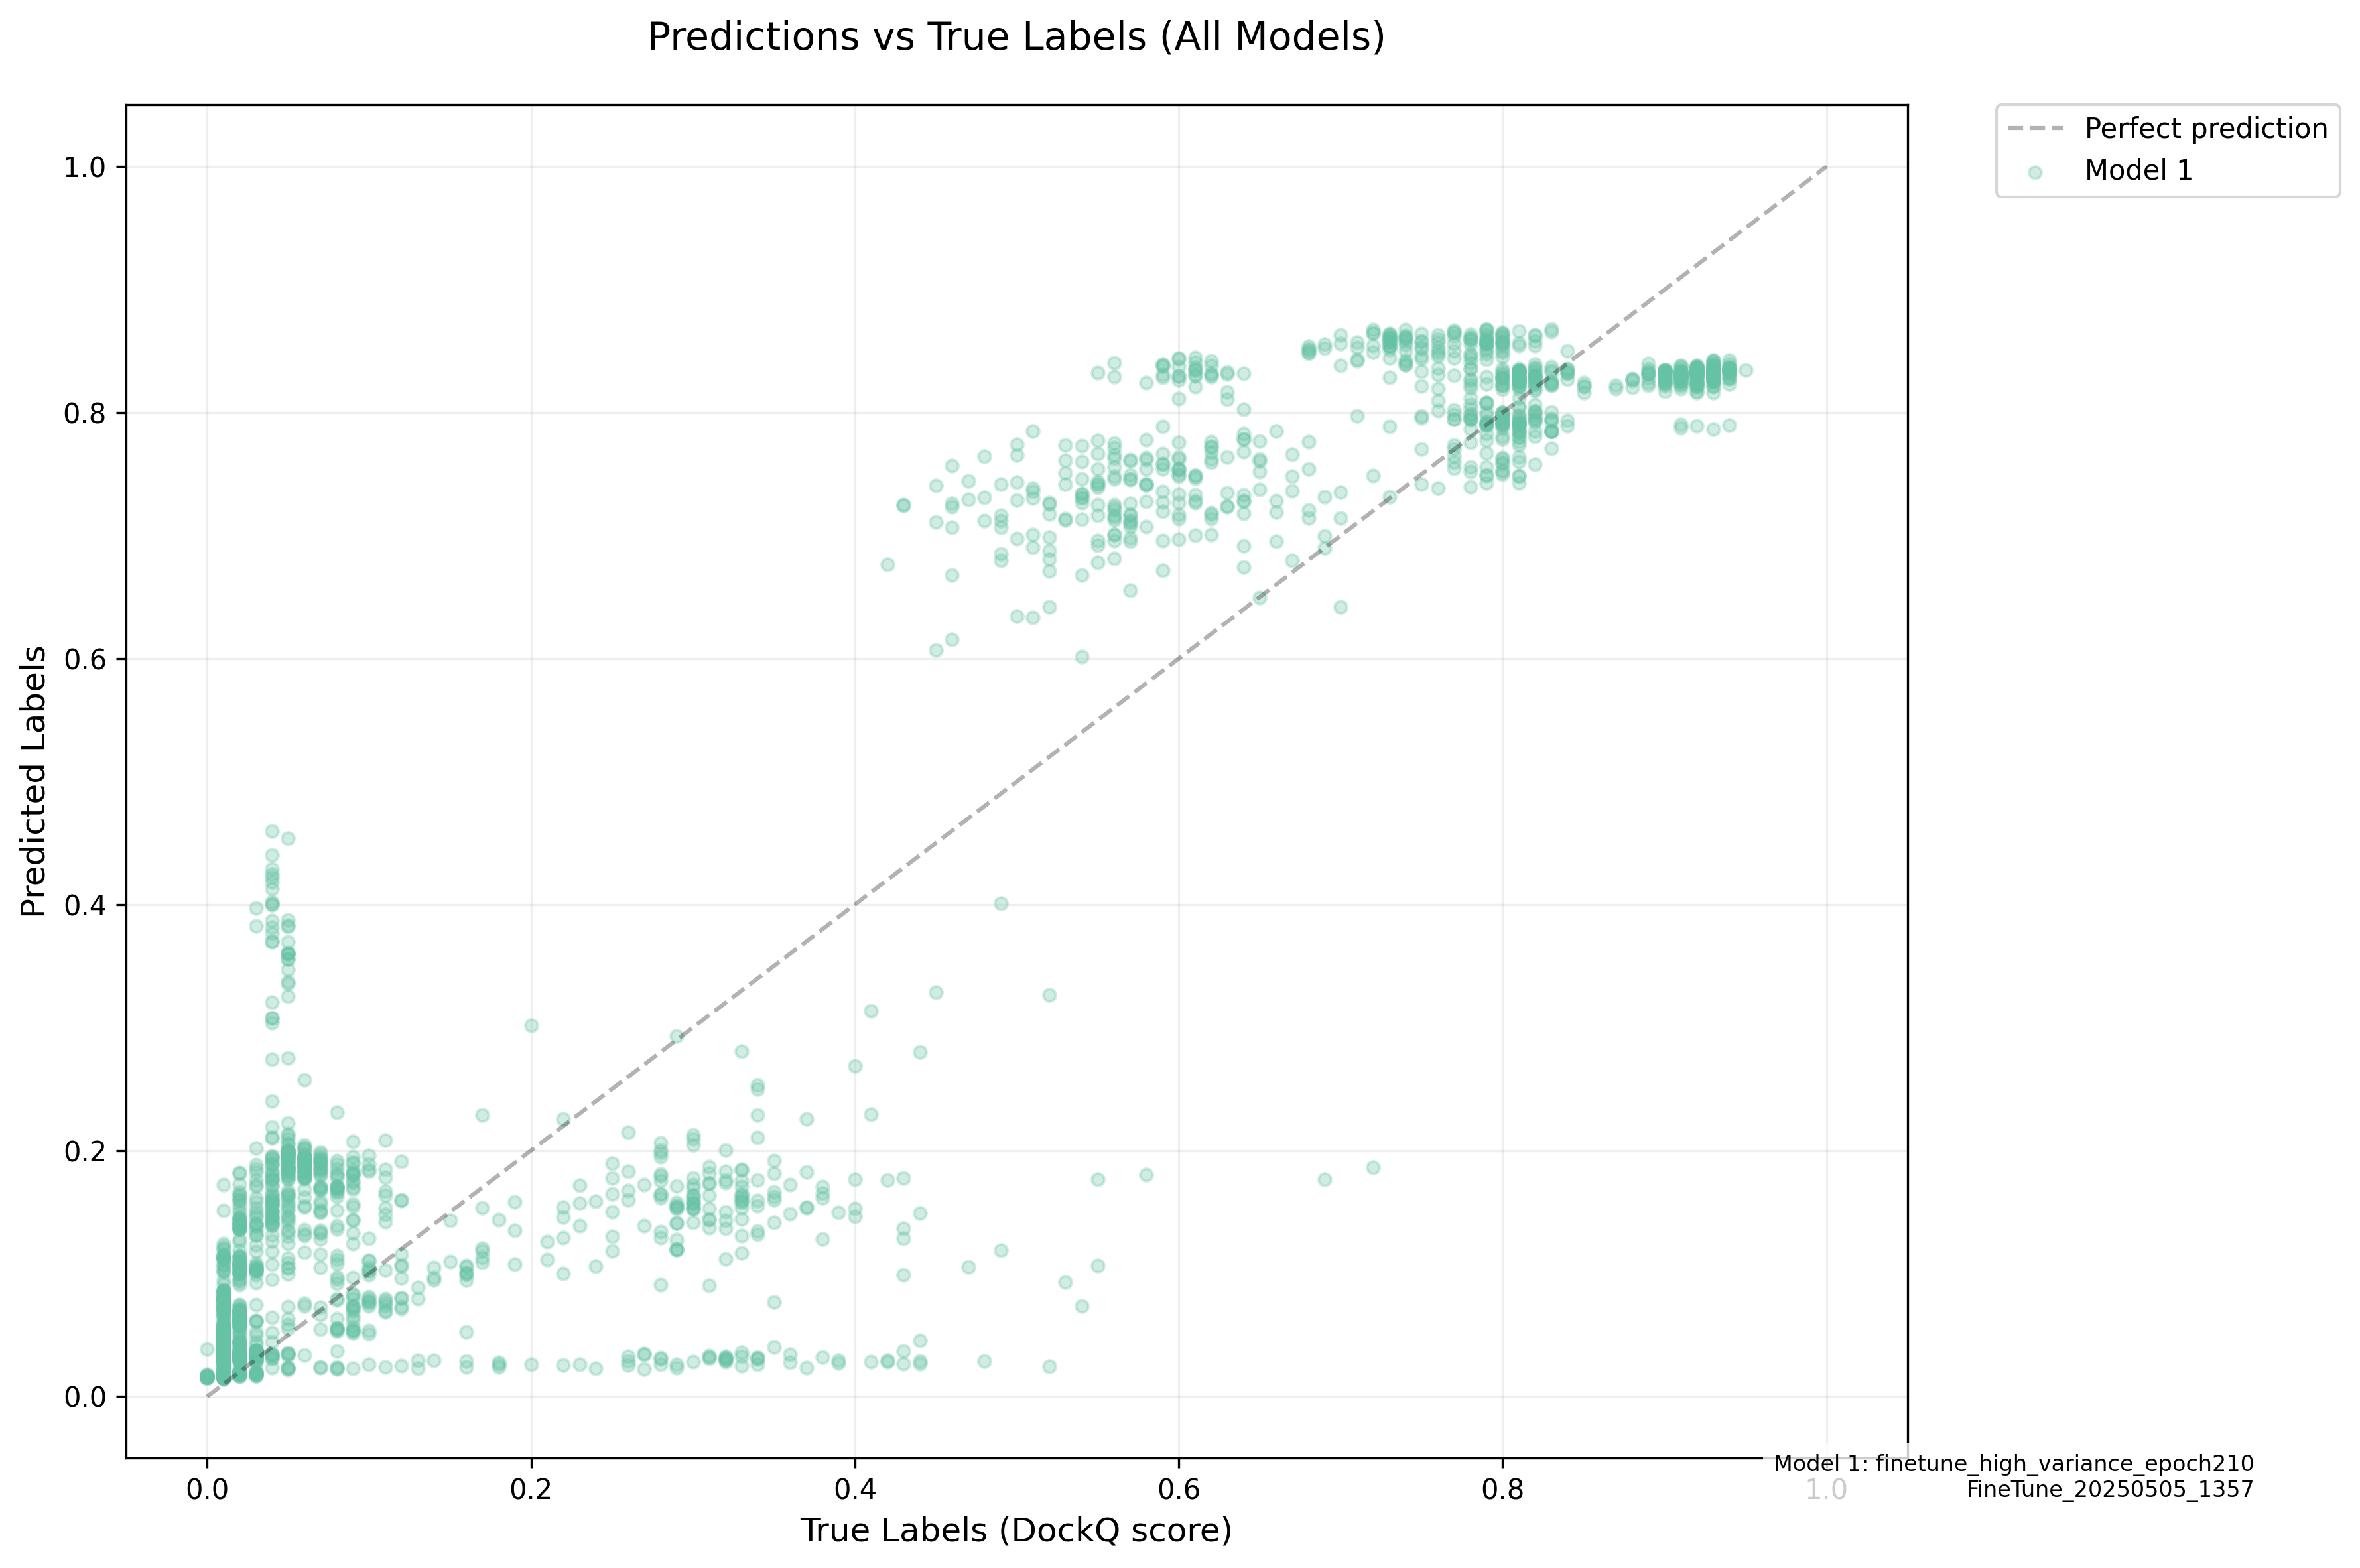 Predictions vs True Labels (All Models)
Perfect prediction
Model 1
Predicted Labels
1.0
0.8
0.6
0.4
0.2
0.0
0.0 0.2 0.4 0.6 0.8 1.0
True Labels (DockQ score)
Model 1: finetune_high_variance_epoch210
FineTune_20250505_1357